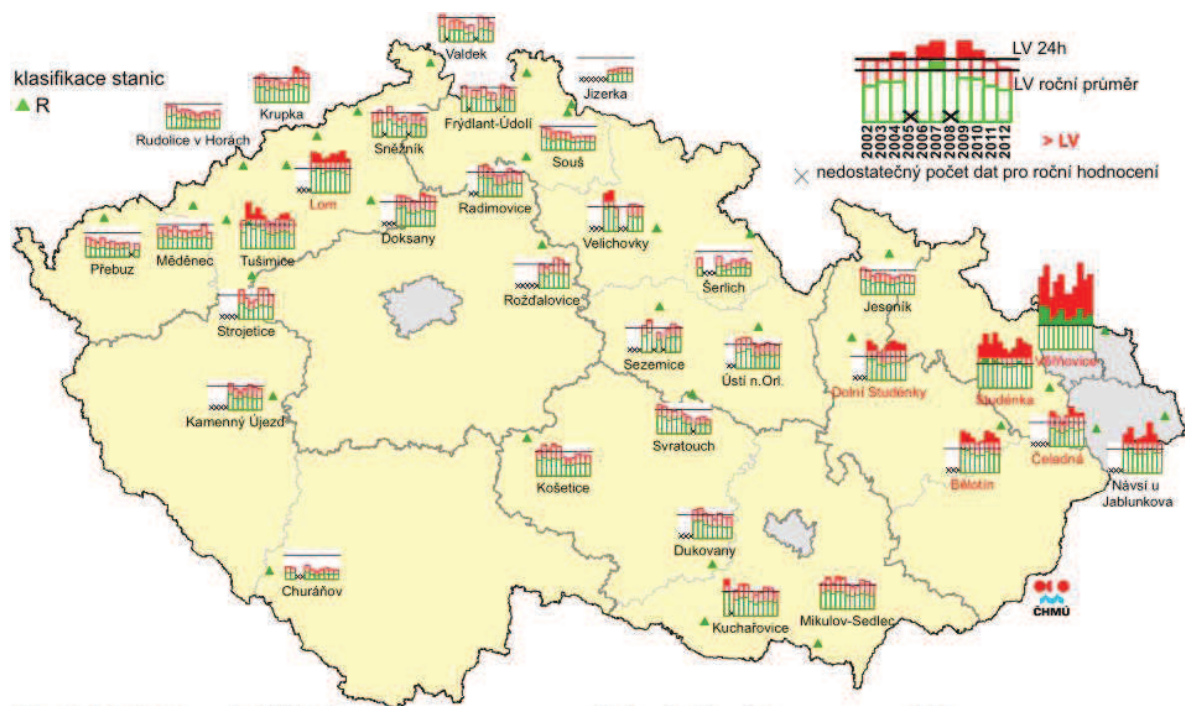 Valdek
klasifikace stanic
R
Jizerka
Krupka
Rudolice v Horách
Sněžník
Frýdlant-Údolí
Souš
Lom
Radimovice
Doksany
Velichovky
Přebuz
Měděnec
Tušimice
Šerlich
Rožďalovice
Jeseník
Strojetice
Sezemice
Ústí n.Orl.
Dolní Studénky
Studénka
Věřňovice
Kamenný Újezd
Svratouch
Košetice
Bělotín
Čeladná
Návsí u
Jablunkova
Dukovany
Churáňov
Kuchařovice
Mikulov-Sedlec
ČHMÚ
LV 24h
LV roční průměr
2002
2003
2004
2005
2006
2007
2008
2009
2010
2011
2012
> LV
nedostatečný počet dat pro roční hodnocení